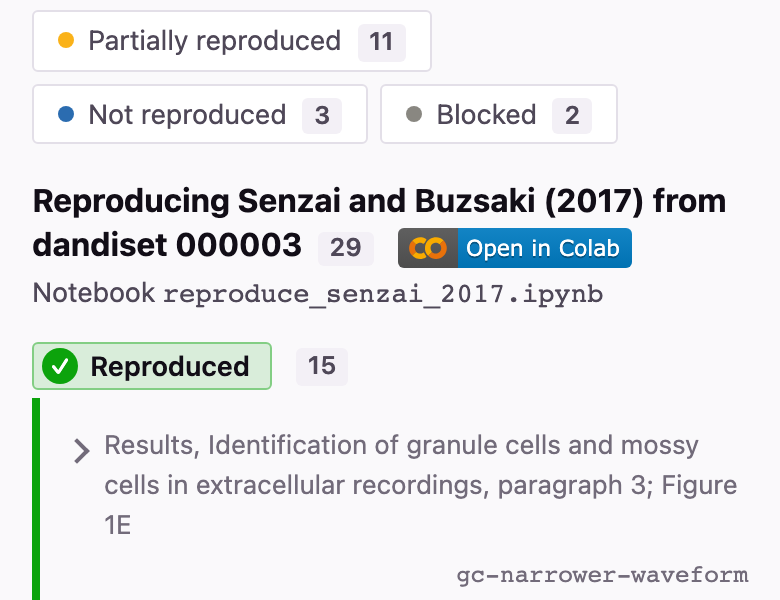 Partially reproduced 11
Not reproduced 3 Blocked 2
Reproducing Senzai and Buzsaki (2017) from
dandiset 000003 29 Open in Colab
Notebook reproduce_senzai_2017.ipynb
Reproduced 15
Results, Identification of granule cells and mossy
cells in extracellular recordings, paragraph 3; Figure
1E
gc-narrower-waveform